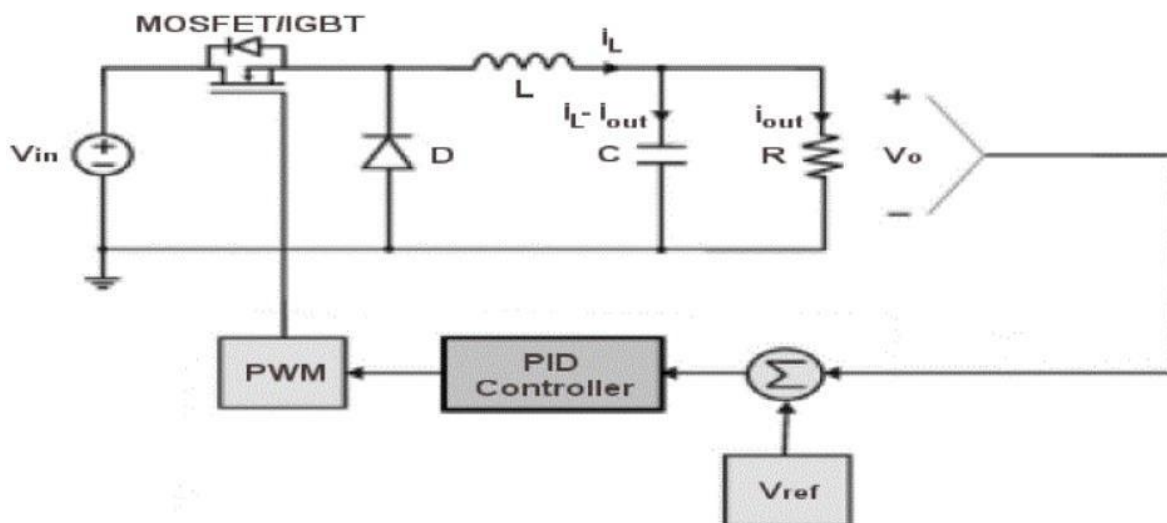 MOSFET/IGBT
iL
L
Vin
+
−
D
iL- iout
C
iout
R
+
Vo
−
PWM
PID
Controller
Σ
Vref